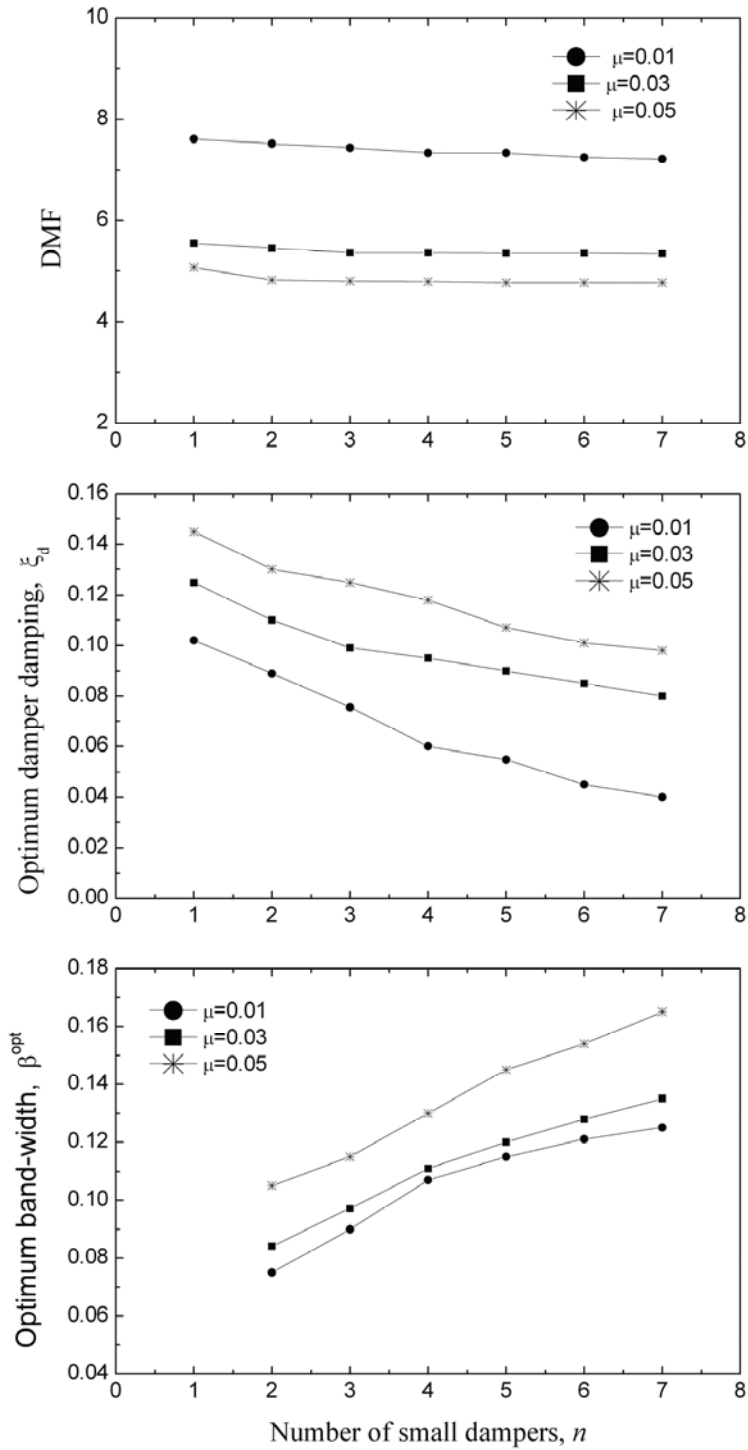 10
8
6
4
2
DMF
μ=0.01
μ=0.03
μ=0.05
0 1 2 3 4 5 6 7 8
0.16
0.14
0.12
0.10
0.08
0.06
0.04
0.00
Optimum damper damping, ξd
μ=0.01
μ=0.03
μ=0.05
0 1 2 3 4 5 6 7 8
0.18
0.16
0.14
0.12
0.10
0.08
0.06
0.04
Optimum band-width, β^opt
μ=0.01
μ=0.03
μ=0.05
0 1 2 3 4 5 6 7 8
Number of small dampers, n